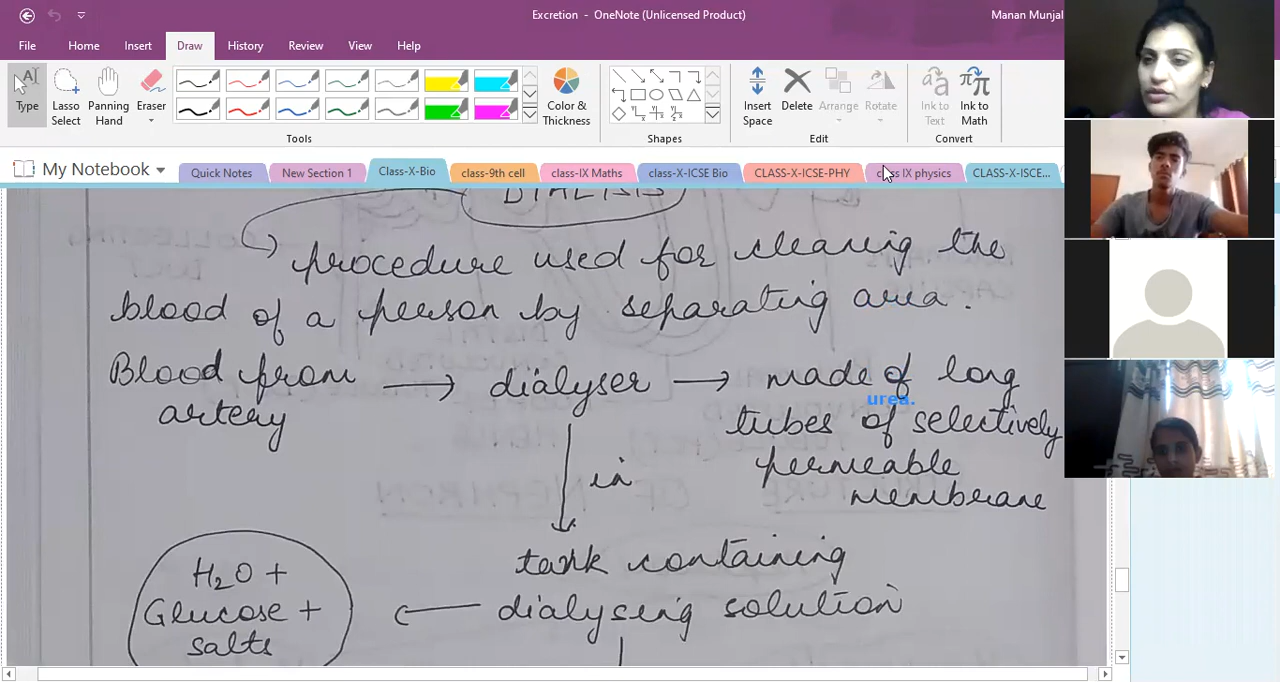 Excretion - OneNote (Unlicensed Product)
Manan Munjal
File Home Insert Draw History Review View Help
Type
Lasso Select
Panning Hand
Eraser
Color & Thickness
Insert Space
Delete
Arrange
Rotate
Ink to Text
Ink to Math
Tools
Shapes
Edit
Convert
My Notebook
Quick Notes
New Section 1
Class-X-Bio
class-9th cell
class-IX Maths
class-X-ICSE Bio
CLASS-X-ICSE-PHY
class IX physics
CLASS-X-ISCE...
DIALISIS
procedure used for clearing the
blood of a person by separating area.
Blood from artery → dialyser → made of long
urea.
tubes of selectively
permeable
membrane
in
tank containing
dialysing solution
H₂O +
Glucose +
salts